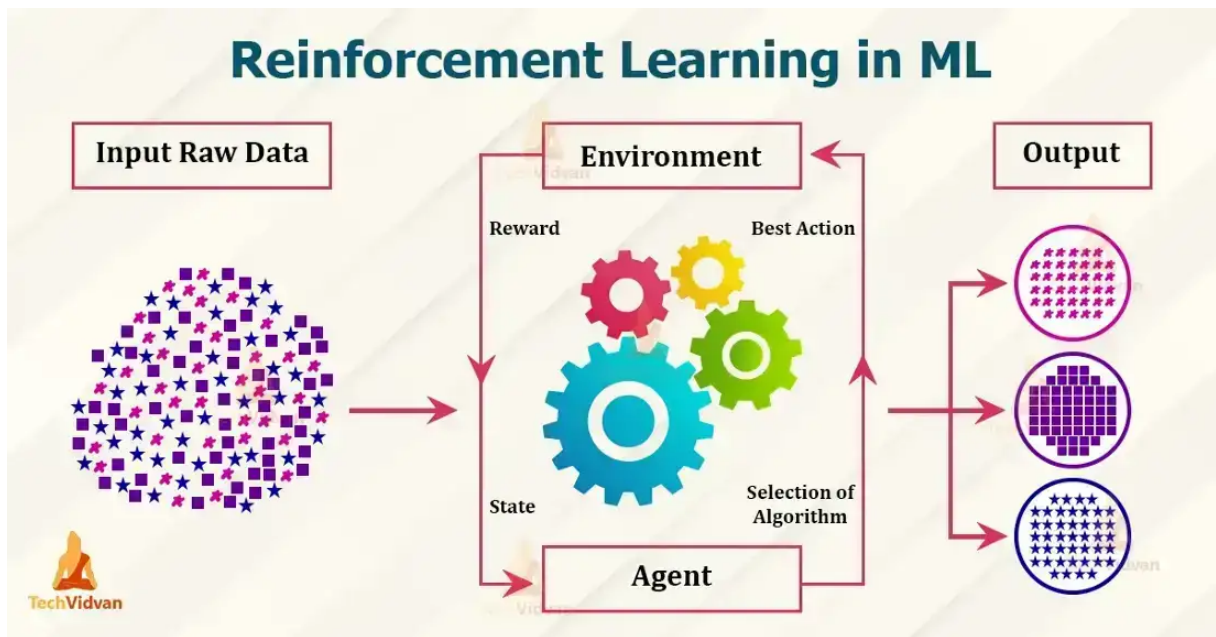 Reinforcement Learning in ML
Input Raw Data
Environment
Output
Reward
Best Action
State
Selection of
Algorithm
Agent
TechVidvan